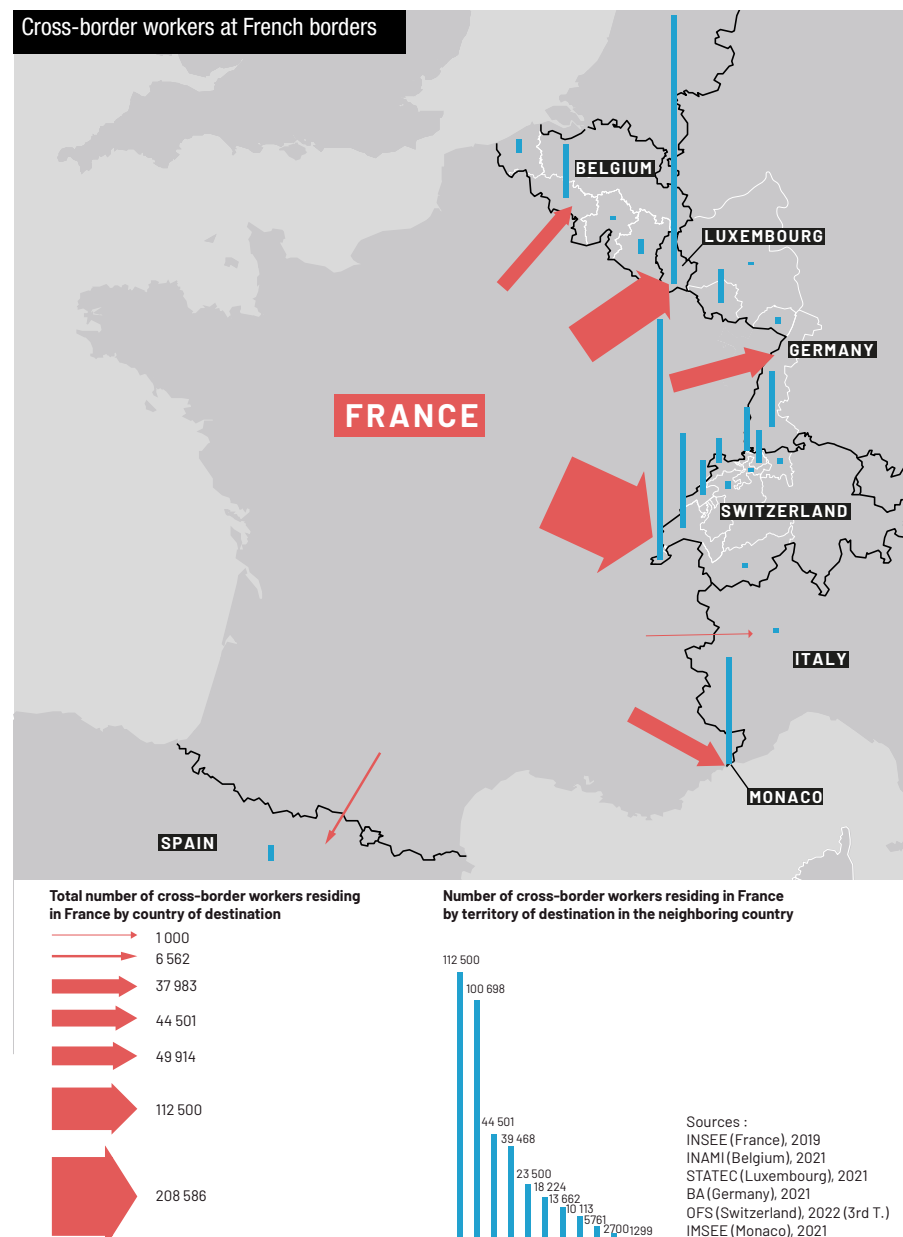 Cross-border workers at French borders
BELGIUM
LUXEMBOURG
GERMANY
FRANCE
SWITZERLAND
ITALY
MONACO
SPAIN
Total number of cross-border workers residing
in France by country of destination
1 000
6 562
37 983
44 501
49 914
112 500
208 586
Number of cross-border workers residing in France
by territory of destination in the neighboring country
112 500
100 698
44 501
39 468
23 500
18 224
13 662
10 113
5761
2700
1299
Sources :
INSEE (France), 2019
INAMI (Belgium), 2021
STATEC (Luxembourg), 2021
BA (Germany), 2021
OFS (Switzerland), 2022 (3rd T.)
IMSEE (Monaco), 2021